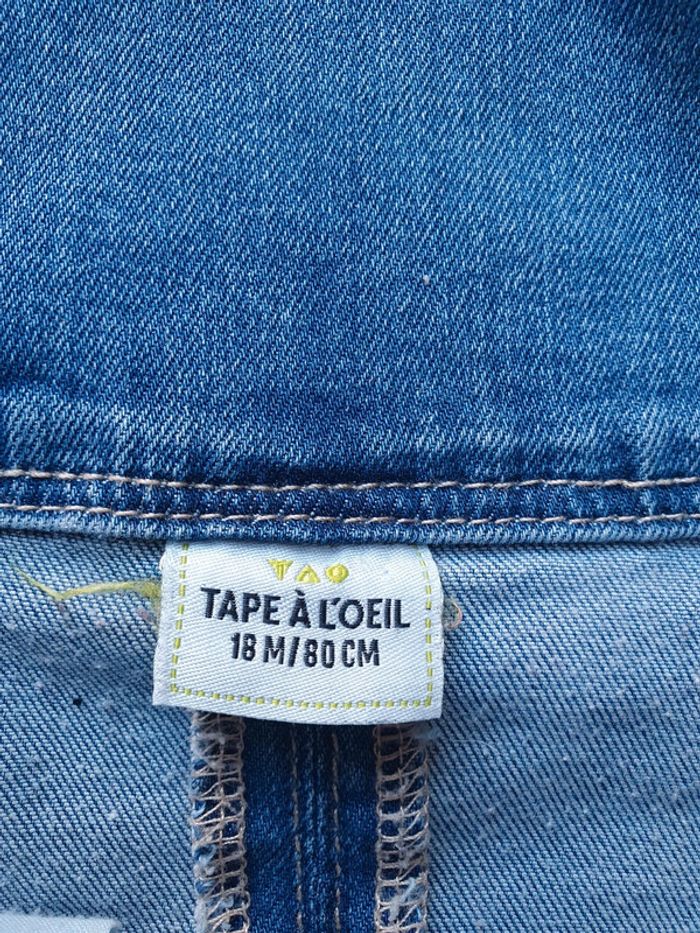 TAO
TAPE À L'OEIL
18 M/80 CM